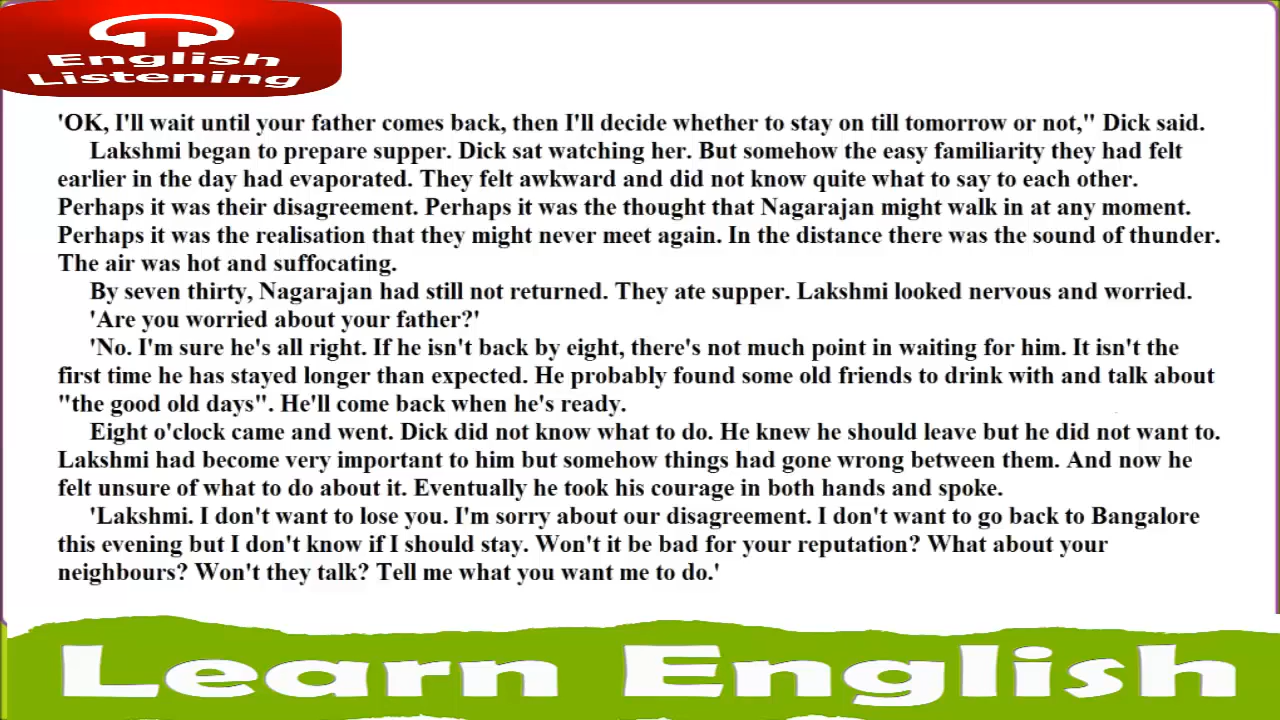 English
Listening
'OK, I'll wait until your father comes back, then I'll decide whether to stay on till tomorrow or not," Dick said.
Lakshmi began to prepare supper. Dick sat watching her. But somehow the easy familiarity they had felt
earlier in the day had evaporated. They felt awkward and did not know quite what to say to each other.
Perhaps it was their disagreement. Perhaps it was the thought that Nagarajan might walk in at any moment.
Perhaps it was the realisation that they might never meet again. In the distance there was the sound of thunder.
The air was hot and suffocating.
By seven thirty, Nagarajan had still not returned. They ate supper. Lakshmi looked nervous and worried.
'Are you worried about your father?'
'No. I'm sure he's all right. If he isn't back by eight, there's not much point in waiting for him. It isn't the
first time he has stayed longer than expected. He probably found some old friends to drink with and talk about
"the good old days". He'll come back when he's ready.
Eight o'clock came and went. Dick did not know what to do. He knew he should leave but he did not want to.
Lakshmi had become very important to him but somehow things had gone wrong between them. And now he
felt unsure of what to do about it. Eventually he took his courage in both hands and spoke.
'Lakshmi. I don't want to lose you. I'm sorry about our disagreement. I don't want to go back to Bangalore
this evening but I don't know if I should stay. Won't it be bad for your reputation? What about your
neighbours? Won't they talk? Tell me what you want me to do.'
Learn English